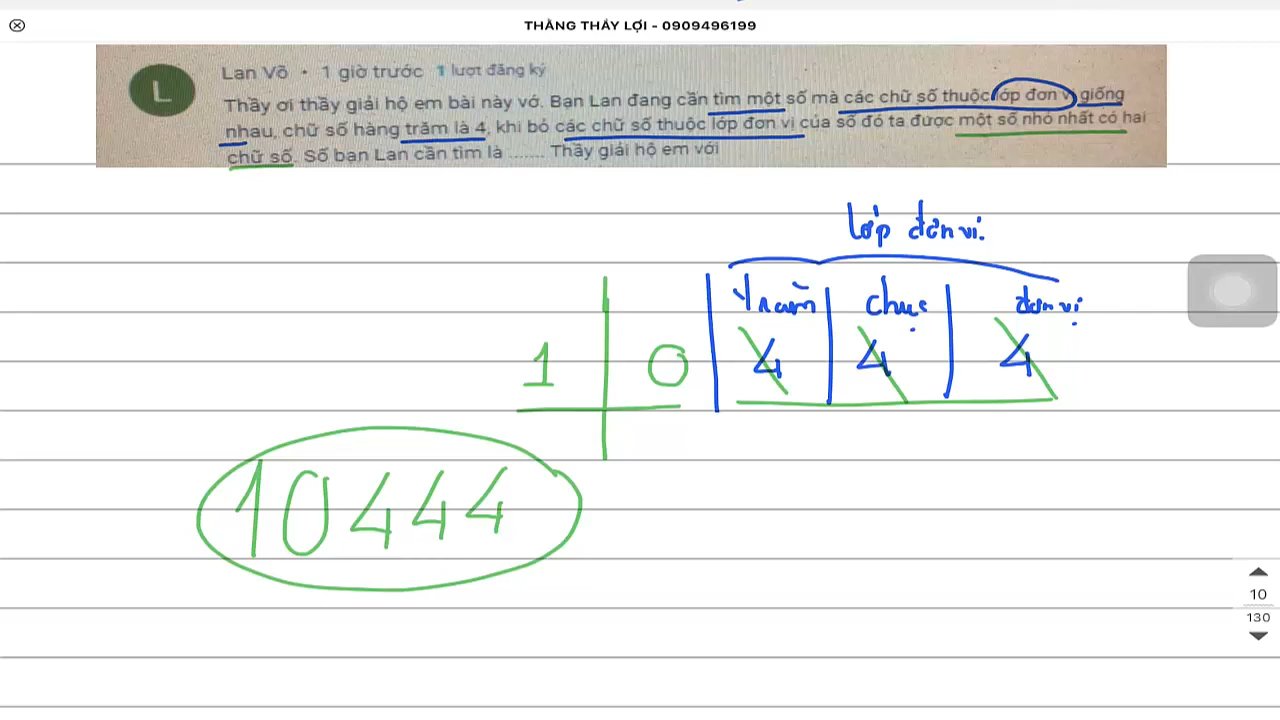 THẦNG THẦY LỢI - 0909496199
L
Lan Võ • 1 giờ trước 1 lượt đăng ký
Thầy ơi thầy giải hộ em bài này vớ. Bạn Lan đang cần tìm một số mà các chữ số thuộc lớp đơn vị giống
nhau, chữ số hàng trăm là 4, khi bỏ các chữ số thuộc lớp đơn vị của số đó ta được một số nhỏ nhất có hai
chữ số. Số bạn Lan cần tìm là ........ Thầy giải hộ em với
lớp đơn vị.
trăm chục đơn vị
1 0 4 4 4
10444
10
130